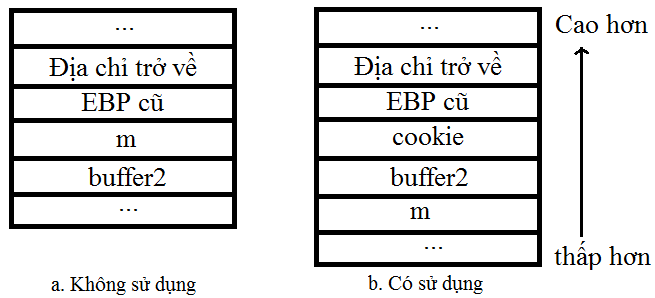 ...
Địa chỉ trở về
EBP cũ
m
buffer2
...
a. Không sử dụng
...
Địa chỉ trở về
EBP cũ
cookie
buffer2
m
...
b. Có sử dụng
Cao hơn
thấp hơn